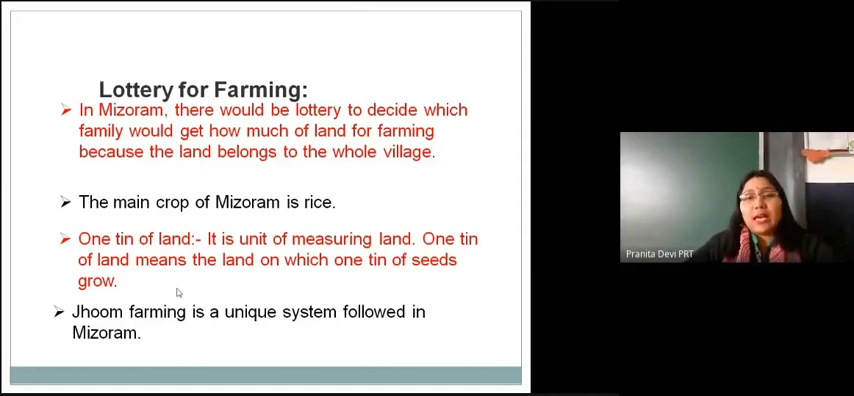 Lottery for Farming:
In Mizoram, there would be lottery to decide which
family would get how much of land for farming
because the land belongs to the whole village.
The main crop of Mizoram is rice.
One tin of land:- It is unit of measuring land. One tin
of land means the land on which one tin of seeds
grow.
Jhoom farming is a unique system followed in
Mizoram.
Pranita Devi PRT